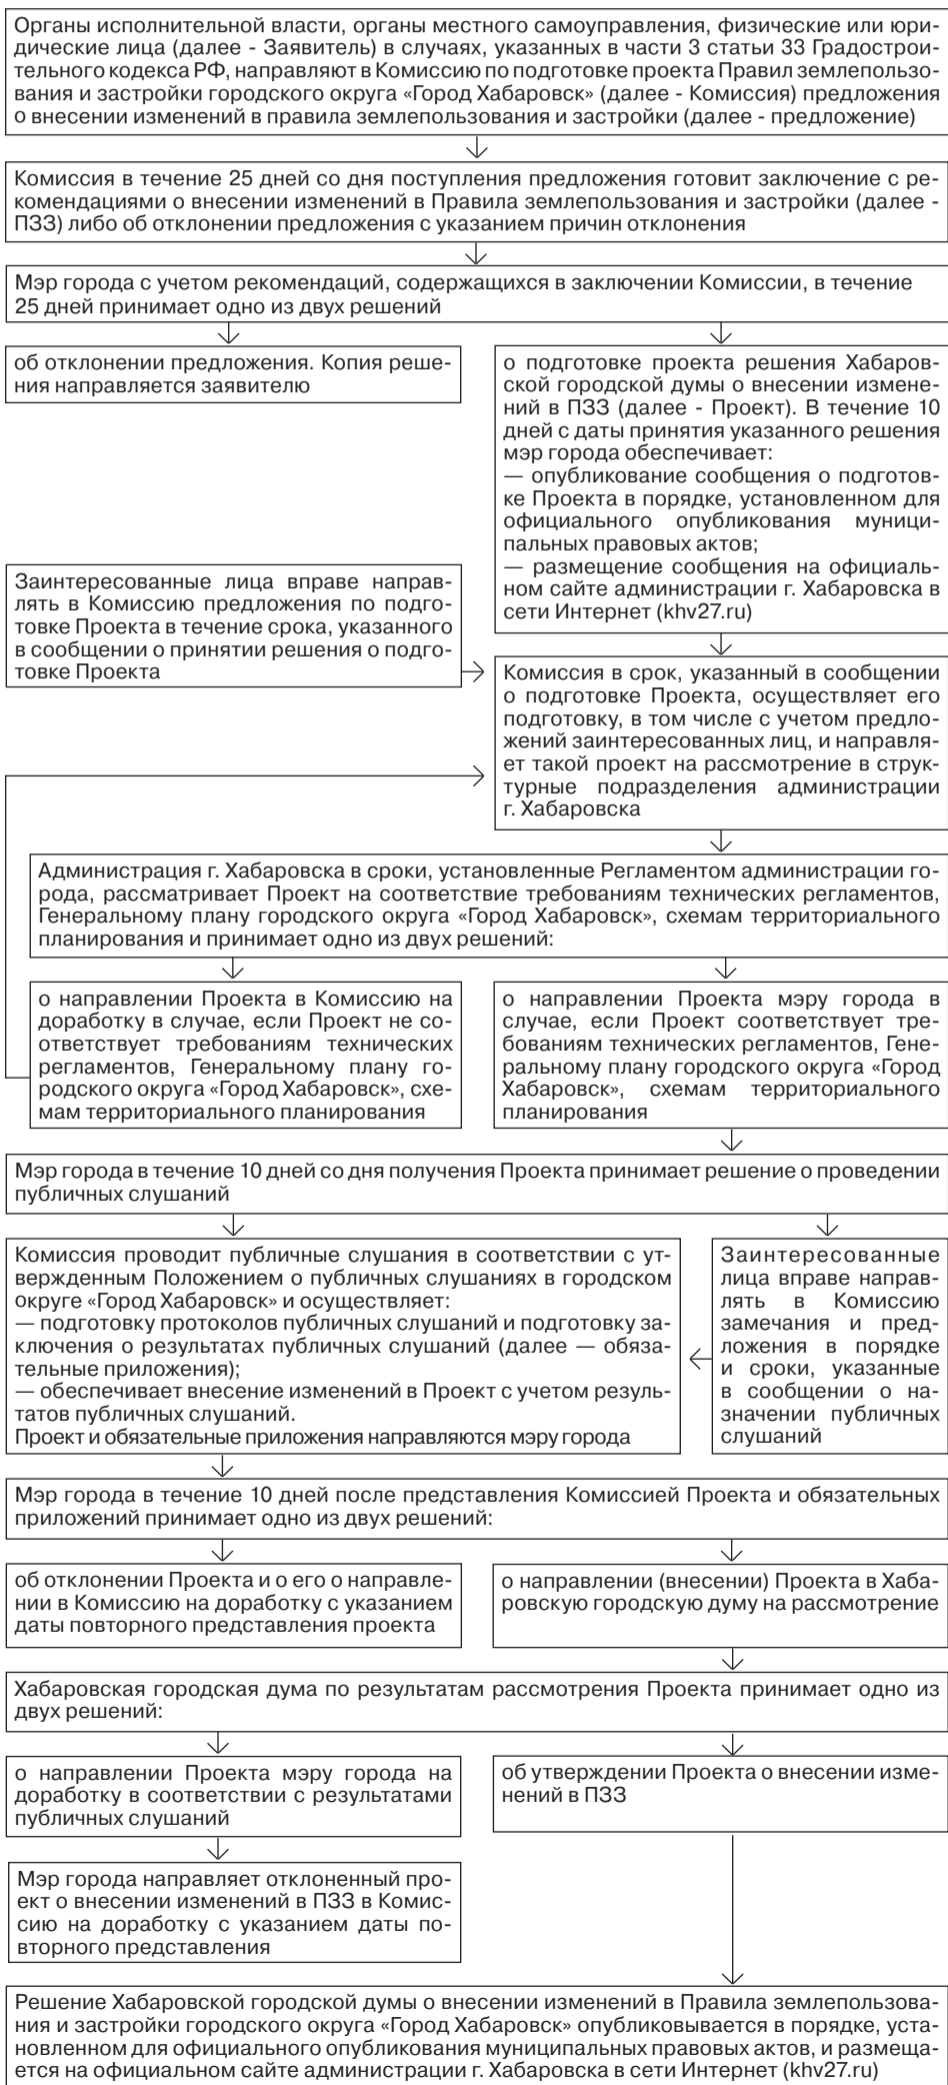 Органы исполнительной власти, органы местного самоуправления, физические или юри-
дические лица (далее - Заявитель) в случаях, указанных в части 3 статьи 33 Градострои-
тельного кодекса РФ, направляют в Комиссию по подготовке проекта Правил землепользо-
вания и застройки городского округа «Город Хабаровск» (далее - Комиссия) предложения
о внесении изменений в правила землепользования и застройки (далее - предложение)
Комиссия в течение 25 дней со дня поступления предложения готовит заключение с ре-
комендациями о внесении изменений в Правила землепользования и застройки (далее -
ПЗЗ) либо об отклонении предложения с указанием причин отклонения
Мэр города с учетом рекомендаций, содержащихся в заключении Комиссии, в течение
25 дней принимает одно из двух решений
об отклонении предложения. Копия реше-
ния направляется заявителю
о подготовке проекта решения Хабаров-
ской городской думы о внесении измене-
ний в ПЗЗ (далее - Проект). В течение 10
дней с даты принятия указанного решения
мэр города обеспечивает:
— опубликование сообщения о подготов-
ке Проекта в порядке, установленном для
официального опубликования муници-
пальных правовых актов;
— размещение сообщения на официаль-
ном сайте администрации г. Хабаровска в
сети Интернет (khv27.ru)
Заинтересованные лица вправе направ-
лять в Комиссию предложения по подго-
товке Проекта в течение срока, указанного
в сообщении о принятии решения о подго-
товке Проекта
Комиссия в срок, указанный в сообщении
о подготовке Проекта, осуществляет его
подготовку, в том числе с учетом предло-
жений заинтересованных лиц, и направля-
ет такой проект на рассмотрение в струк-
турные подразделения администрации
г. Хабаровска
Администрация г. Хабаровска в сроки, установленные Регламентом администрации го-
рода, рассматривает Проект на соответствие требованиям технических регламентов,
Генеральному плану городского округа «Город Хабаровск», схемам территориального
планирования и принимает одно из двух решений:
о направлении Проекта в Комиссию на
доработку в случае, если Проект не со-
ответствует требованиям технических
регламентов, Генеральному плану го-
родского округа «Город Хабаровск», схе-
мам территориального планирования
о направлении Проекта мэру города в
случае, если Проект соответствует тре-
бованиям технических регламентов, Гене-
ральному плану городского округа «Город
Хабаровск», схемам территориального
планирования
Мэр города в течение 10 дней со дня получения Проекта принимает решение о проведении
публичных слушаний
Комиссия проводит публичные слушания в соответствии с ут-
вержденным Положением о публичных слушаниях в городском
округе «Город Хабаровск» и осуществляет:
— подготовку протоколов публичных слушаний и подготовку за-
ключения о результатах публичных слушаний (далее — обяза-
тельные приложения);
— обеспечивает внесение изменений в Проект с учетом резуль-
татов публичных слушаний.
Проект и обязательные приложения направляются мэру города
Заинтересованные
лица вправе направ-
лять в Комиссию
замечания и пред-
ложения в порядке
и сроки, указанные
в сообщении о на-
значении публичных
слушаний
Мэр города в течение 10 дней после представления Комиссией Проекта и обязательных
приложений принимает одно из двух решений:
об отклонении Проекта и о его о направле-
нии в Комиссию на доработку с указанием
даты повторного представления проекта
о направлении (внесении) Проекта в Хаба-
ровскую городскую думу на рассмотрение
Хабаровская городская дума по результатам рассмотрения Проекта принимает одно из
двух решений:
о направлении Проекта мэру города на
доработку в соответствии с результатами
публичных слушаний
об утверждении Проекта о внесении изме-
нений в ПЗЗ
Мэр города направляет отклоненный про-
ект о внесении изменений в ПЗЗ в Комис-
сию на доработку с указанием даты по-
вторного представления
Решение Хабаровской городской думы о внесении изменений в Правила землепользова-
ния и застройки городского округа «Город Хабаровск» опубликовывается в порядке, уста-
новленном для официального опубликования муниципальных правовых актов, и размеща-
ется на официальном сайте администрации г. Хабаровска в сети Интернет (khv27.ru)